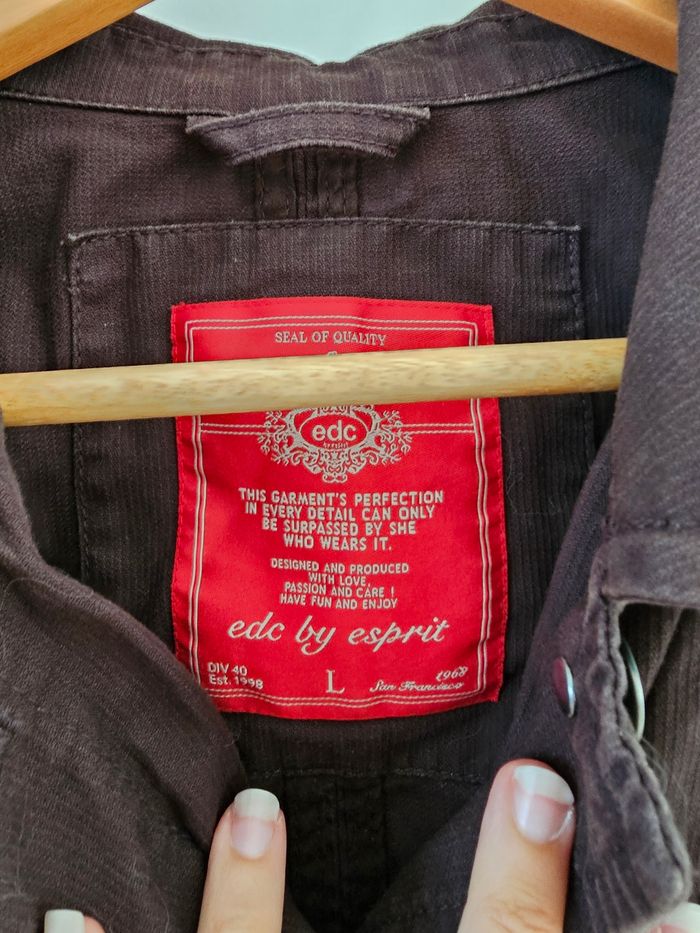 SEAL OF QUALITY
edc
by esprit
THIS GARMENT'S PERFECTION
IN EVERY DETAIL CAN ONLY
BE SURPASSED BY SHE
WHO WEARS IT.
DESIGNED AND PRODUCED
WITH LOVE,
PASSION AND CARE !
HAVE FUN AND ENJOY
edc by esprit
DIV 40
Est. 1998
L
1968
San Francisco